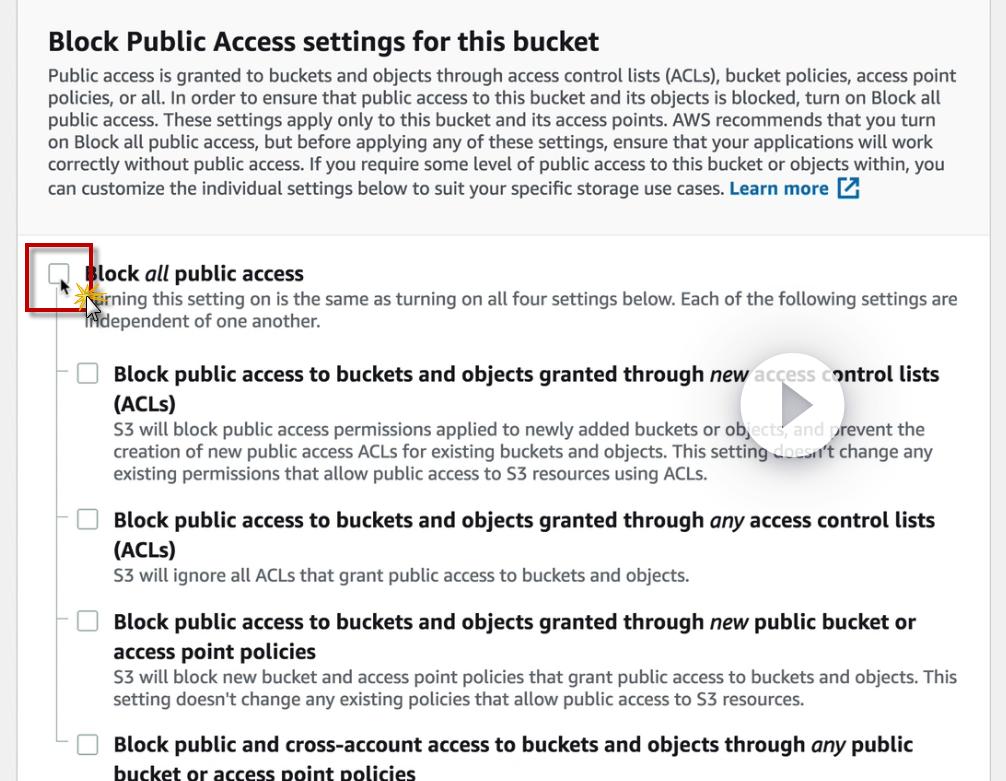 Block Public Access settings for this bucket
Public access is granted to buckets and objects through access control lists (ACLs), bucket policies, access point
policies, or all. In order to ensure that public access to this bucket and its objects is blocked, turn on Block all
public access. These settings apply only to this bucket and its access points. AWS recommends that you turn
on Block all public access, but before applying any of these settings, ensure that your applications will work
correctly without public access. If you require some level of public access to this bucket or objects within, you
can customize the individual settings below to suit your specific storage use cases. Learn more
Block all public access
Turning this setting on is the same as turning on all four settings below. Each of the following settings are
independent of one another.
Block public access to buckets and objects granted through new access control lists
(ACLs)
S3 will block public access permissions applied to newly added buckets or objects, and prevent the
creation of new public access ACLs for existing buckets and objects. This setting doesn't change any
existing permissions that allow public access to S3 resources using ACLs.
Block public access to buckets and objects granted through any access control lists
(ACLs)
S3 will ignore all ACLs that grant public access to buckets and objects.
Block public access to buckets and objects granted through new public bucket or
access point policies
S3 will block new bucket and access point policies that grant public access to buckets and objects. This
setting doesn't change any existing policies that allow public access to S3 resources.
Block public and cross-account access to buckets and objects through any public
bucket or access point policies